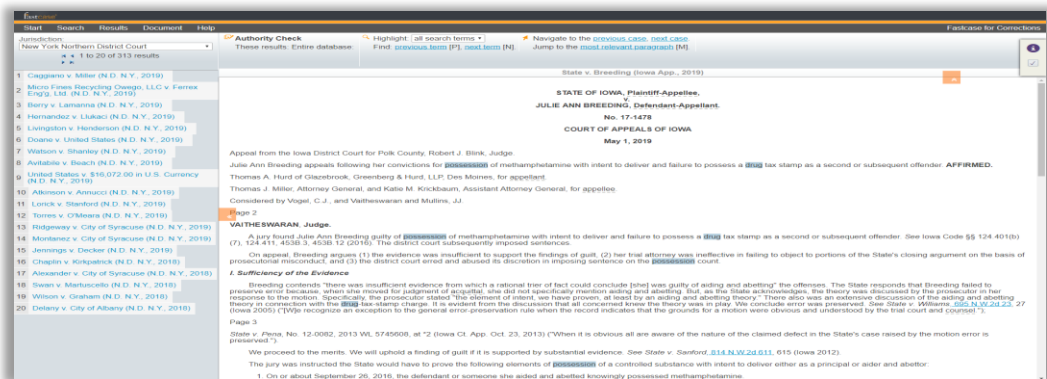 fastcase
Start Search Results Document Help
Fastcase for Corrections
Jurisdiction:
New York Northern District Court
1 to 20 of 313 results
Authority Check
These results. Entire database:
Highlight: all search terms
Find: previous term [P], next term [N].
Navigate to the previous case, next case
Jump to the most relevant paragraph [M]
1 Caggiano v. Miller (N.D. N.Y., 2019)
2 Micro Fines Recycling Owego, LLC v. Ferrex
Eng'g, Ltd. (N.D. N.Y., 2019)
3 Berry v. Lamanna (N.D. N.Y., 2019)
4 Hernandez v. Llukaci (N.D. N.Y., 2019)
5 Livingston v. Henderson (N.D. N.Y., 2019)
6 Doane v. United States (N.D. N.Y., 2019)
7 Watson v. Shanley (N.D. N.Y., 2019)
8 Avitabile v. Beach (N.D. N.Y., 2019)
9 United States v. $16,072.00 in U.S. Currency
(N.D. N.Y., 2019)
10 Atkinson v. Annucci (N.D. N.Y., 2019)
11 Lorick v. Stanford (N.D. N.Y., 2019)
12 Torres v. O'Meara (N.D. N.Y., 2019)
13 Ridgeway v. City of Syracuse (N.D. N.Y., 2019)
14 Montanez v. City of Syracuse (N.D. N.Y., 2019)
15 Jennings v. Decker (N.D. N.Y., 2019)
16 Chaplin v. Kirkpatrick (N.D. N.Y., 2018)
17 Alexander v. City of Syracuse (N.D. N.Y., 2018)
18 Swan v. Martuscello (N.D. N.Y., 2018)
19 Wilson v. Graham (N.D. N.Y., 2018)
20 Delany v. City of Albany (N.D. N.Y., 2018)
State v. Breeding (Iowa App., 2019)
STATE OF IOWA, Plaintiff-Appellee,
v.
JULIE ANN BREEDING, Defendant-Appellant.
No. 17-1478
COURT OF APPEALS OF IOWA
May 1, 2019
Appeal from the Iowa District Court for Polk County, Robert J. Blink, Judge.
Julie Ann Breeding appeals following her convictions for possession of methamphetamine with intent to deliver and failure to possess a drug tax stamp as a second or subsequent offender. AFFIRMED.
Thomas A. Hurd of Glazebrook, Greenberg & Hurd, LLP, Des Moines, for appellant.
Thomas J. Miller, Attorney General, and Katie M. Krickbaum, Assistant Attorney General, for appellee.
Considered by Vogel, C.J., and Vaitheswaran and Mullins, JJ.
Page 2
VAITHESWARAN, Judge.
A jury found Julie Ann Breeding guilty of possession of methamphetamine with intent to deliver and failure to possess a drug tax stamp as a second or subsequent offender. See Iowa Code §§ 124.401(b)
(7), 124.411, 453B.3, 453B.12 (2016). The district court subsequently imposed sentences.
On appeal, Breeding argues (1) the evidence was insufficient to support the findings of guilt, (2) her trial attorney was ineffective in failing to object to portions of the State's closing argument on the basis of
prosecutorial misconduct, and (3) the district court erred and abused its discretion in imposing sentence on the possession count.
I. Sufficiency of the Evidence
Breeding contends "there was insufficient evidence from which a rational trier of fact could conclude [she] was guilty of aiding and abetting" the offenses. The State responds that Breeding failed to
preserve error because, when she moved for judgment of acquittal, she did not specifically mention aiding and abetting. But, as the State also acknowledges, the theory was discussed by the prosecutor in her
response to the motion. Specifically, the prosecutor stated "the element of intent, we have proven, at least by an aiding and abetting theory." There also was an extensive discussion of the aiding and abetting
theory in connection with the drug-tax-stamp charge. It is evident from the discussion that all concerned knew the theory was in play. We conclude error was preserved. See State v. Williams, 695 N.W.2d 23, 27
(Iowa 2005) ("[W]e recognize an exception to the general error-preservation rule when the record indicates that the grounds for a motion were obvious and understood by the trial court and counsel.");
Page 3
State v. Pena, No. 12-0082, 2013 WL 5745608, at *2 (Iowa Ct. App. Oct. 23, 2013) ("When it is obvious all are aware of the nature of the claimed defect in the State's case raised by the motion error is
preserved.").
We proceed to the merits. We will uphold a finding of guilt if it is supported by substantial evidence. See State v. Sanford, 814 N.W.2d 611, 615 (Iowa 2012).
The jury was instructed the State would have to prove the following elements of possession of a controlled substance with intent to deliver either as a principal or aider and abettor:
1. On or about September 26, 2016, the defendant or someone she aided and abetted knowingly possessed methamphetamine.